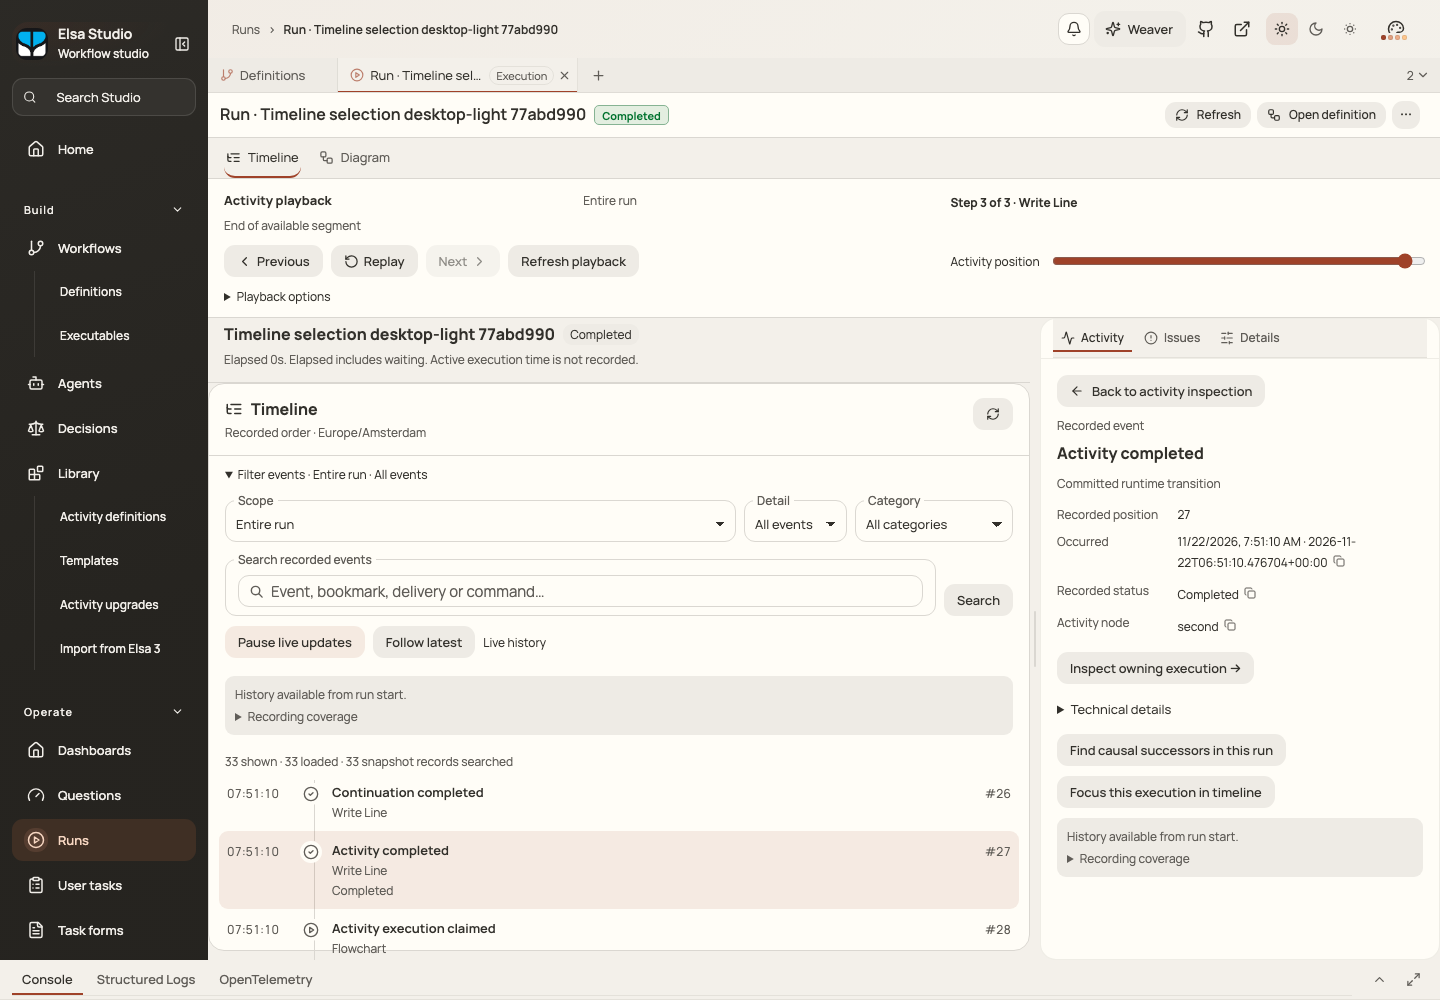 Elsa Studio
Workflow studio
Search Studio
Home
Build
Workflows
Definitions
Executables
Agents
Decisions
Library
Activity definitions
Templates
Activity upgrades
Import from Elsa 3
Operate
Dashboards
Questions
Runs
User tasks
Task forms
Runs › Run · Timeline selection desktop-light 77abd990
Weaver
Definitions
Run · Timeline sel... Execution
2
Run · Timeline selection desktop-light 77abd990 Completed
Refresh
Open definition
Timeline
Diagram
Activity playback
Entire run
Step 3 of 3 · Write Line
End of available segment
Previous
Replay
Next
Refresh playback
Activity position
Playback options
Timeline selection desktop-light 77abd990 Completed
Elapsed 0s. Elapsed includes waiting. Active execution time is not recorded.
Timeline
Recorded order · Europe/Amsterdam
Filter events · Entire run · All events
Scope
Entire run
Detail
All events
Category
All categories
Search recorded events
Event, bookmark, delivery or command...
Search
Pause live updates
Follow latest
Live history
History available from run start.
Recording coverage
33 shown · 33 loaded · 33 snapshot records searched
07:51:10 Continuation completed #26
Write Line
07:51:10 Activity completed #27
Write Line
Completed
07:51:10 Activity execution claimed #28
Flowchart
Activity
Issues
Details
Back to activity inspection
Recorded event
Activity completed
Committed runtime transition
Recorded position 27
Occurred 11/22/2026, 7:51:10 AM · 2026-11-
22T06:51:10.476704+00:00
Recorded status Completed
Activity node second
Inspect owning execution →
Technical details
Find causal successors in this run
Focus this execution in timeline
History available from run start.
Recording coverage
Console
Structured Logs
OpenTelemetry